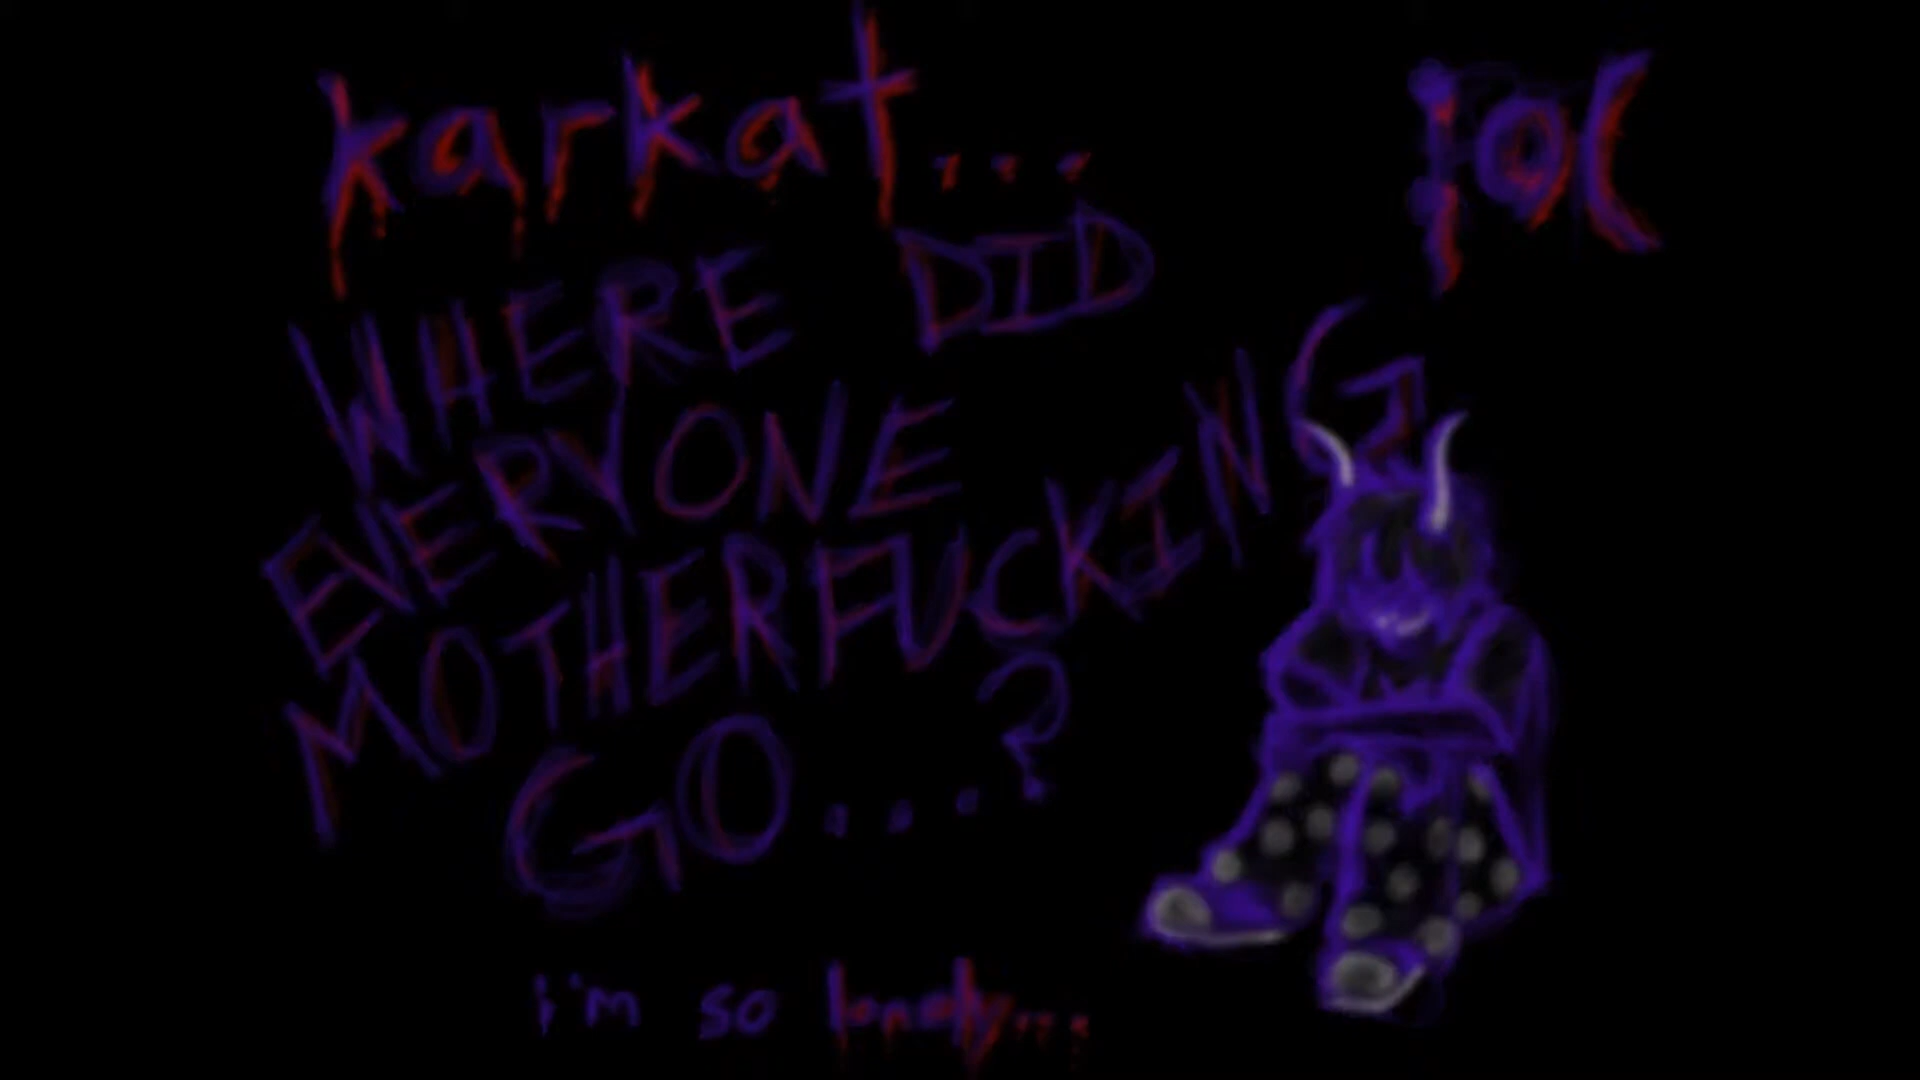 karkat...
:o(
WHERE DID
EVERYONE
MOTHERFUCKING
GO...?
i'm so lonely...